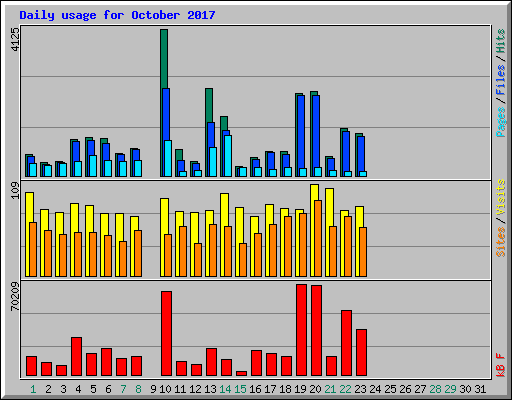 Daily usage for October 2017
4125
109
70209
Pages / Files / Hits
Sites / Visits
kB F
1 2 3 4 5 6 7 8 9 10 11 12 13 14 15 16 17 18 19 20 21 22 23 24 25 26 27 28 29 30 31